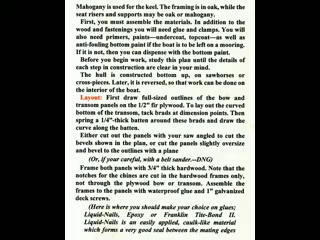 Mahogany is used for the keel. The framing is in oak, while the
seat risers and supports may be oak or mahogany.
First, you must assemble the materials. In addition to the
wood and fastenings you will need glue and clamps. You will
also need primers, paints—undercoat, topcoat—as well as
anti-fouling bottom paint if the boat is to be left on a mooring.
If it is not, then you can dispense with the bottom paint.
Before you begin work, study this plan until the details of
each step in construction are clear in your mind.
The hull is constructed bottom up, on sawhorses or
cross-pieces. Later, it is reversed, so that work can be done on
the interior of the boat.
Layout: First draw full-sized outlines of the bow and
transom panels on the 1/2" fir plywood. To lay out the curved
bottom of the transom, tack brads at dimension points. Then
spring a 1/4"-thick batten around these brads and draw the
curve along the batten.
Either cut out the panels with your saw angled to cut the
bevels shown in the plan, or cut the panels slightly oversize
and bevel to the outlines with a plane
(Or, if your careful, with a belt sander.—DNG)
Frame both panels with 3/4" thick hardwood. Note that the
notches for the chines are cut in the hardwood frames only,
not through the plywood bow or transom. Assemble the
frames to the panels with waterproof glue and 1" galvanized
deck screws.
(Here is where you should make your choice on glues;
Liquid-Nails, Epoxy or Franklin Tite-Bond II.
Liquid-Nails is an easily applied, caulk-like material
which forms a very good seal between the mating edges